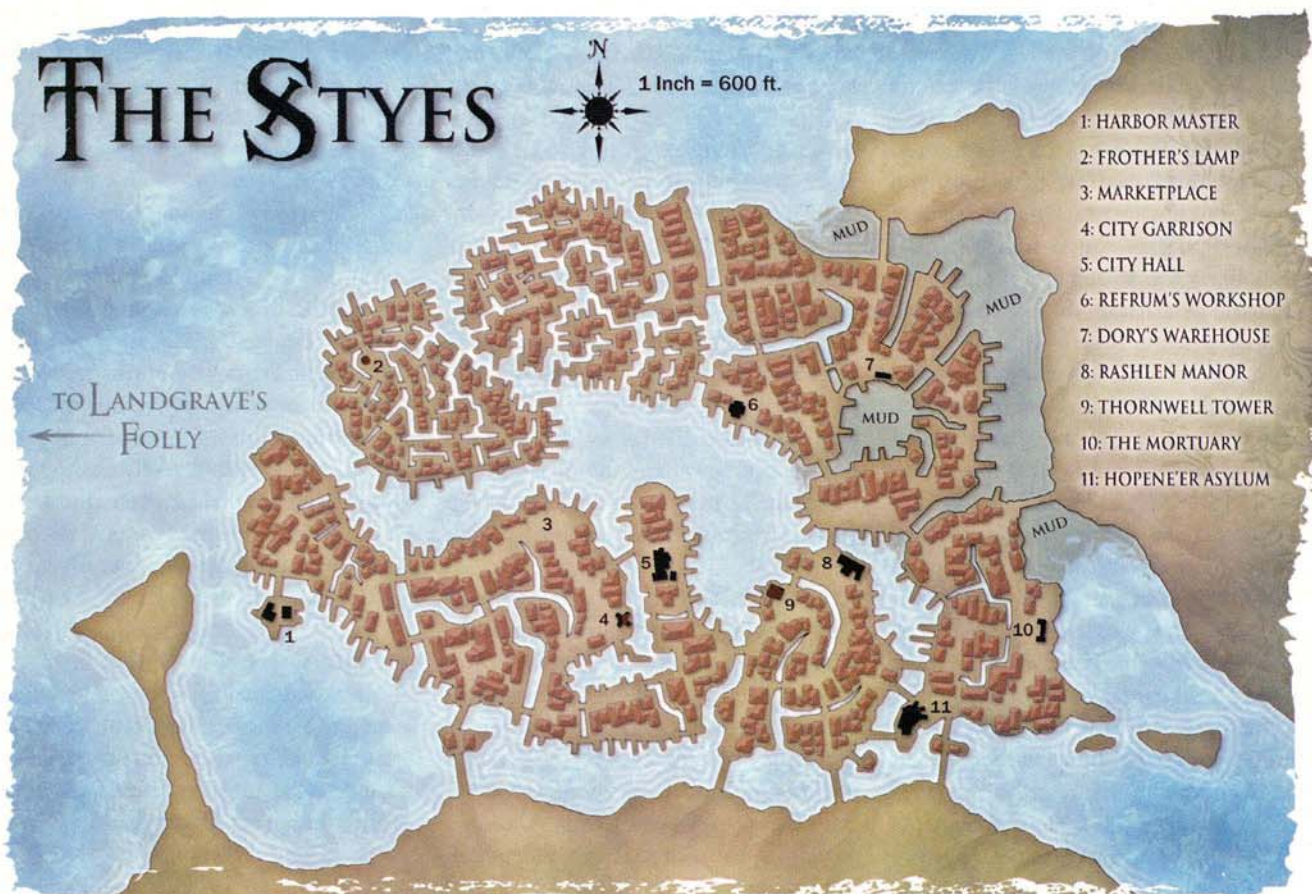 THE STYES
N
1 Inch = 600 ft.
1: HARBOR MASTER
2: FROTHER'S LAMP
3: MARKETPLACE
4: CITY GARRISON
5: CITY HALL
6: REFRUM'S WORKSHOP
7: DORY'S WAREHOUSE
8: RASHLEN MANOR
9: THORNWELL TOWER
10: THE MORTUARY
11: HOPENE'ER ASYLUM
TO LANDGRAVE'S
FOLLY
MUD
MUD
2
7
6
MUD
3
MUD
5
8
9
4
1
10
11